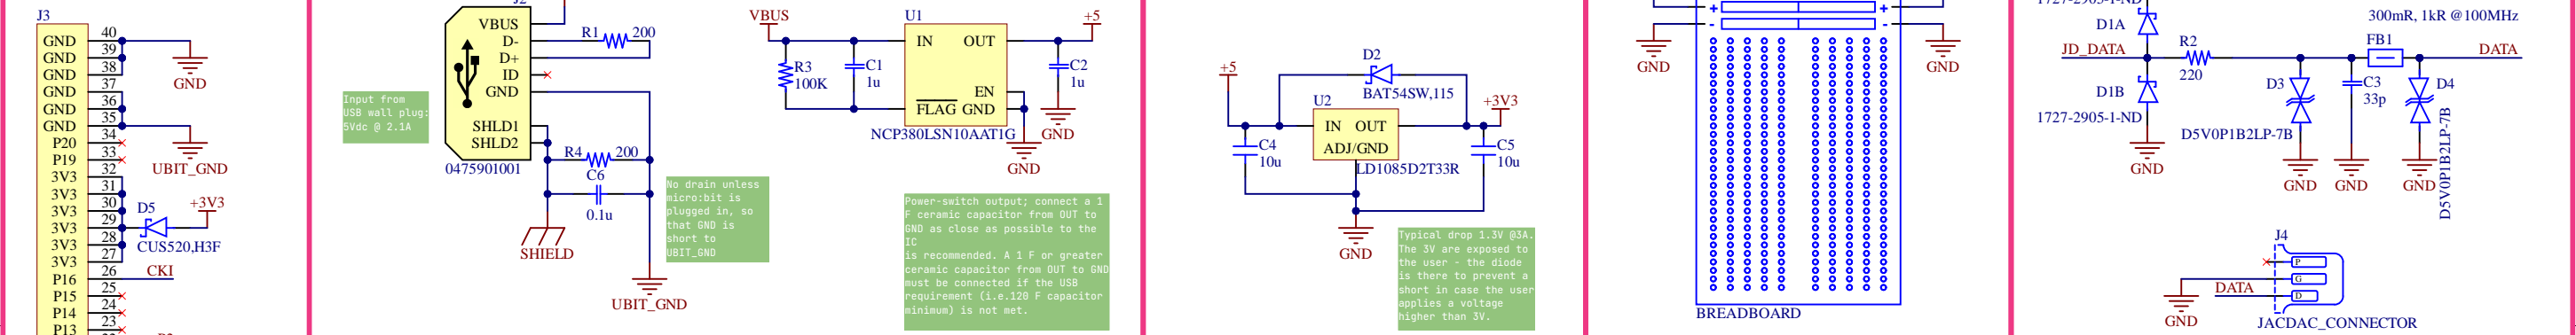 J3
GND 40
GND 39
GND 38
GND 37
GND 36
GND 35
P20 34
P19 33
3V3 32
3V3 31
3V3 30
3V3 29
3V3 28
3V3 27
P16 26
P15 25
P14 24
P13 23
GND
UBIT_GND
D5
+3V3
CUS520,H3F
CKI
VBUS
D-
D+
ID
GND
SHLD1
SHLD2
0475901001
Input from
USB wall plug:
5Vdc @ 2.1A
R1 200
R4 200
C6
0.1u
SHIELD
UBIT_GND
No drain unless
micro:bit is
plugged in, so
that GND is
short to
UBIT_GND
VBUS
R3
100K
C1
1u
U1
IN OUT
EN
FLAG GND
NCP380LSN10AAT1G
+5
C2
1u
GND
GND
Power-switch output; connect a 1
F ceramic capacitor from OUT to
GND as close as possible to the
IC
is recommended. A 1 F or greater
ceramic capacitor from OUT to GND
must be connected if the USB
requirement (i.e.120 F capacitor
minimum) is not met.
+5
D2
BAT54SW,115
U2
IN OUT
ADJ/GND
LD1085D2T33R
+3V3
C4
10u
C5
10u
GND
Typical drop 1.3V @3A.
The 3V are exposed to
the user - the diode
is there to prevent a
short in case the user
applies a voltage
higher than 3V.
+ +
- -
GND
GND
BREADBOARD
D1A
JD_DATA
D1B
1727-2905-1-ND
GND
R2
220
300mR, 1kR @100MHz
FB1
DATA
D3
D5V0P1B2LP-7B
C3
33p
D4
D5V0P1B2LP-7B
GND
GND
GND
J4
P
G
D
DATA
GND
JACDAC_CONNECTOR